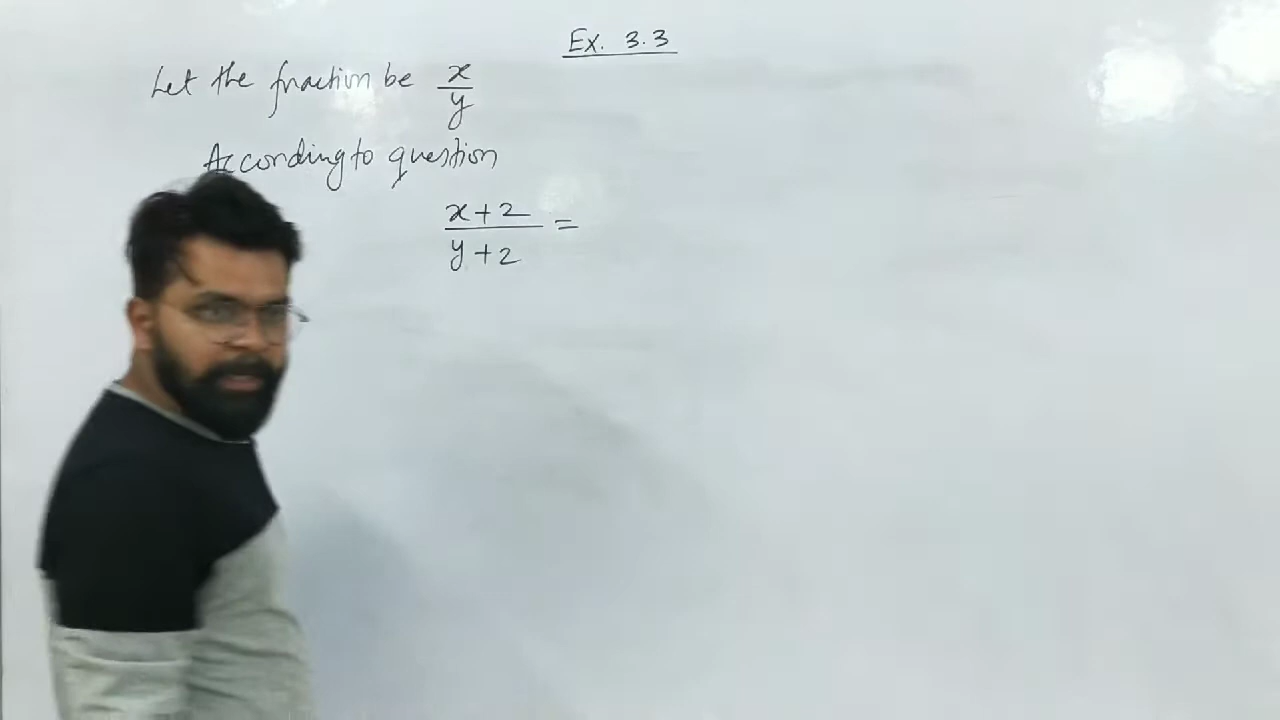 Ex. 3.3
Let the fraction be x/y
According to question
x+2/y+2 =